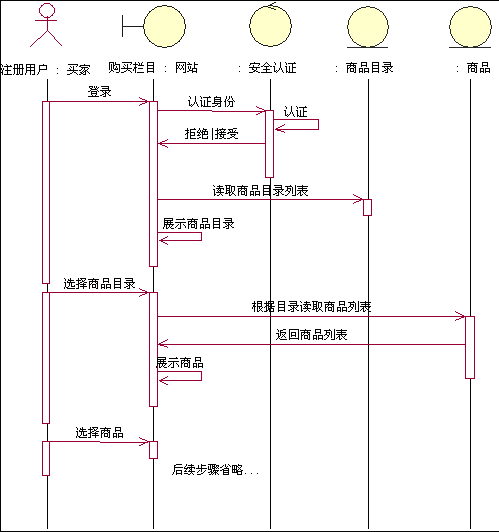 注册用户 : 买家
购买栏目 : 网站
: 安全认证
: 商品目录
: 商品
登录
认证身份
认证
拒绝|接受
读取商品目录列表
展示商品目录
选择商品目录
根据目录读取商品列表
返回商品列表
展示商品
选择商品
后续步骤省略...